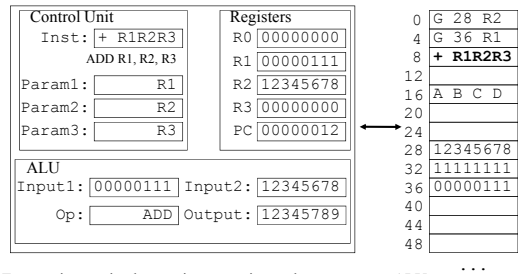 Control Unit
Inst: + R1R2R3
ADD R1, R2, R3
Param1: R1
Param2: R2
Param3: R3
Registers
R0 00000000
R1 00000111
R2 12345678
R3 00000000
PC 00000012
ALU
Input1: 00000111 Input2: 12345678
Op: ADD Output: 12345789
0 G 28 R2
4 G 36 R1
8 + R1R2R3
12
16 A B C D
20
24
28 12345678
32 11111111
36 00000111
40
44
48
...